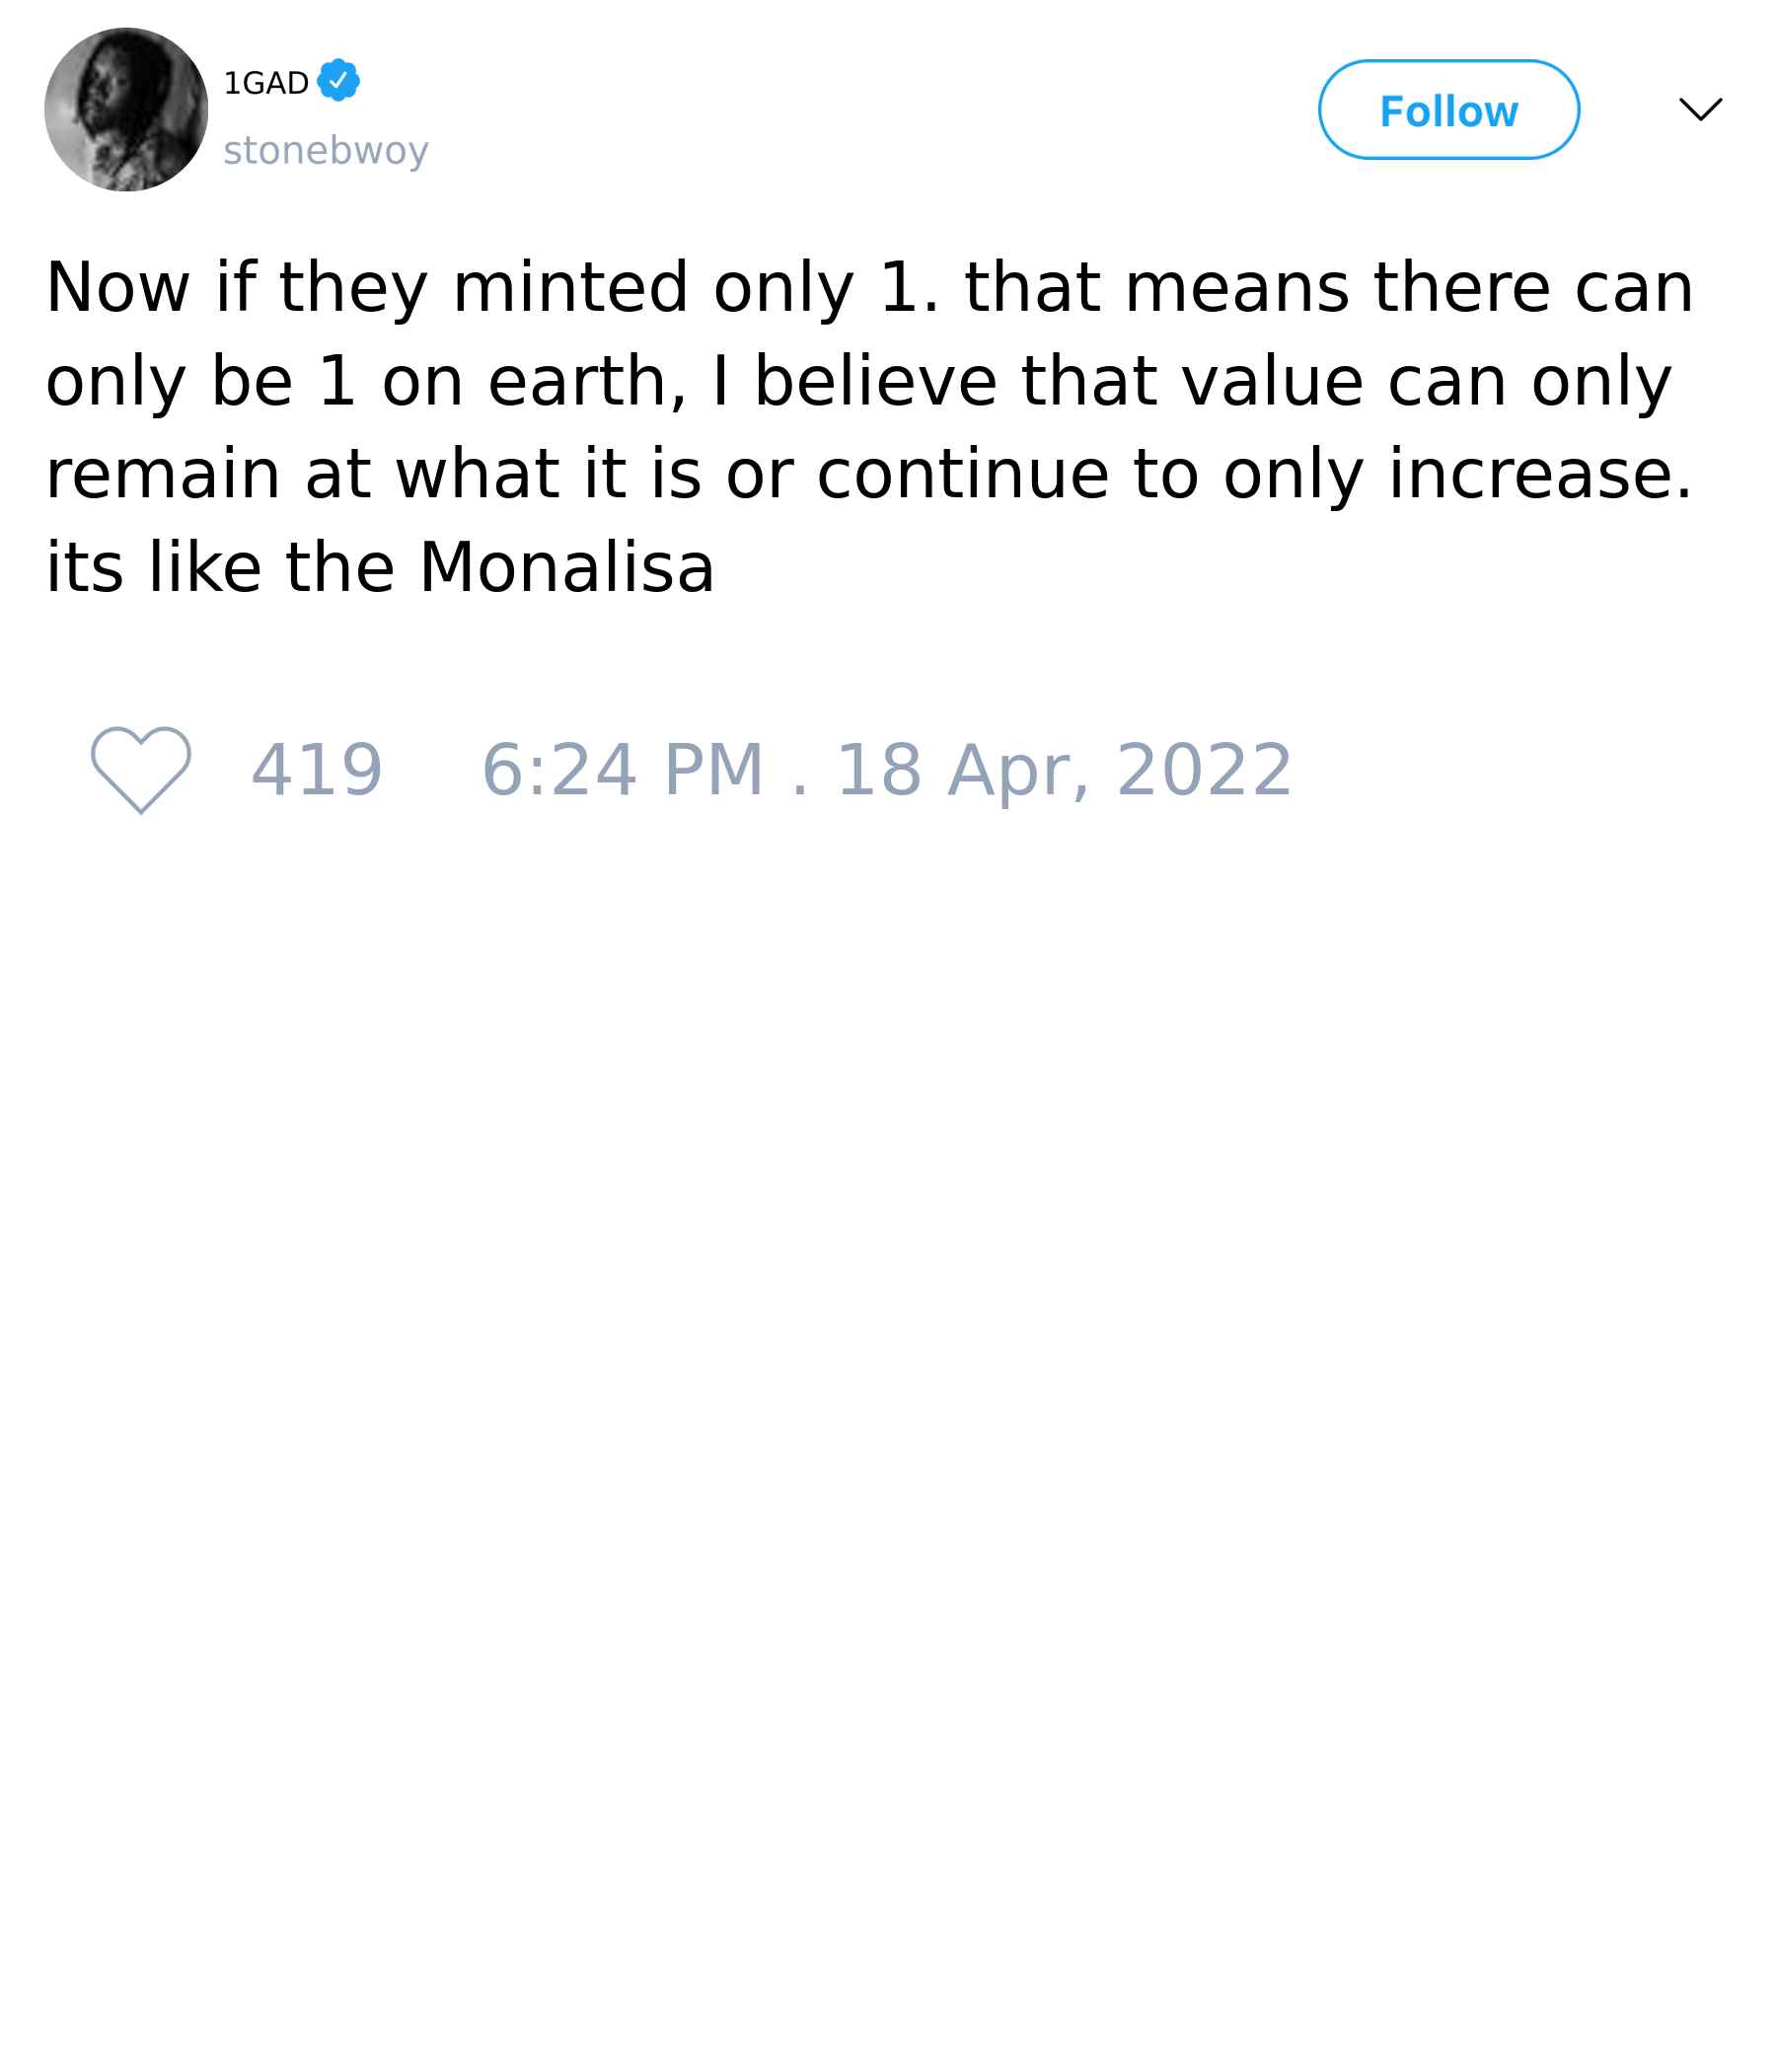 1GAD
stonebwoy
Follow
Now if they minted only 1. that means there can
only be 1 on earth, I believe that value can only
remain at what it is or continue to only increase.
its like the Monalisa
419 6:24 PM . 18 Apr, 2022